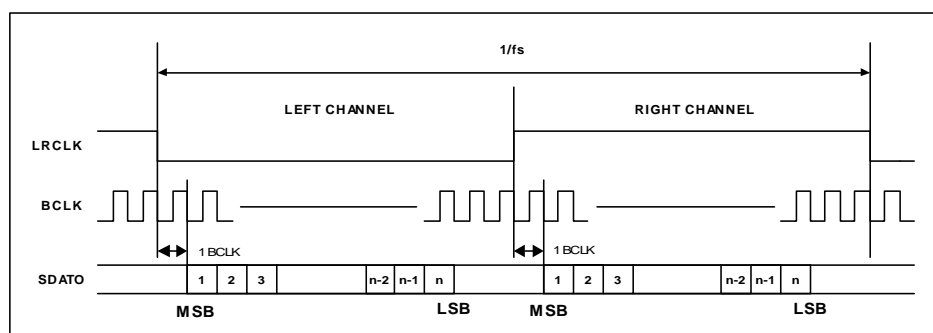 1/fs
LEFT CHANNEL RIGHT CHANNEL
LRCLK
BCLK
1 BCLK 1 BCLK
SDATO 1 2 3 n-2 n-1 n 1 2 3 n-2 n-1 n
MSB LSB MSB LSB